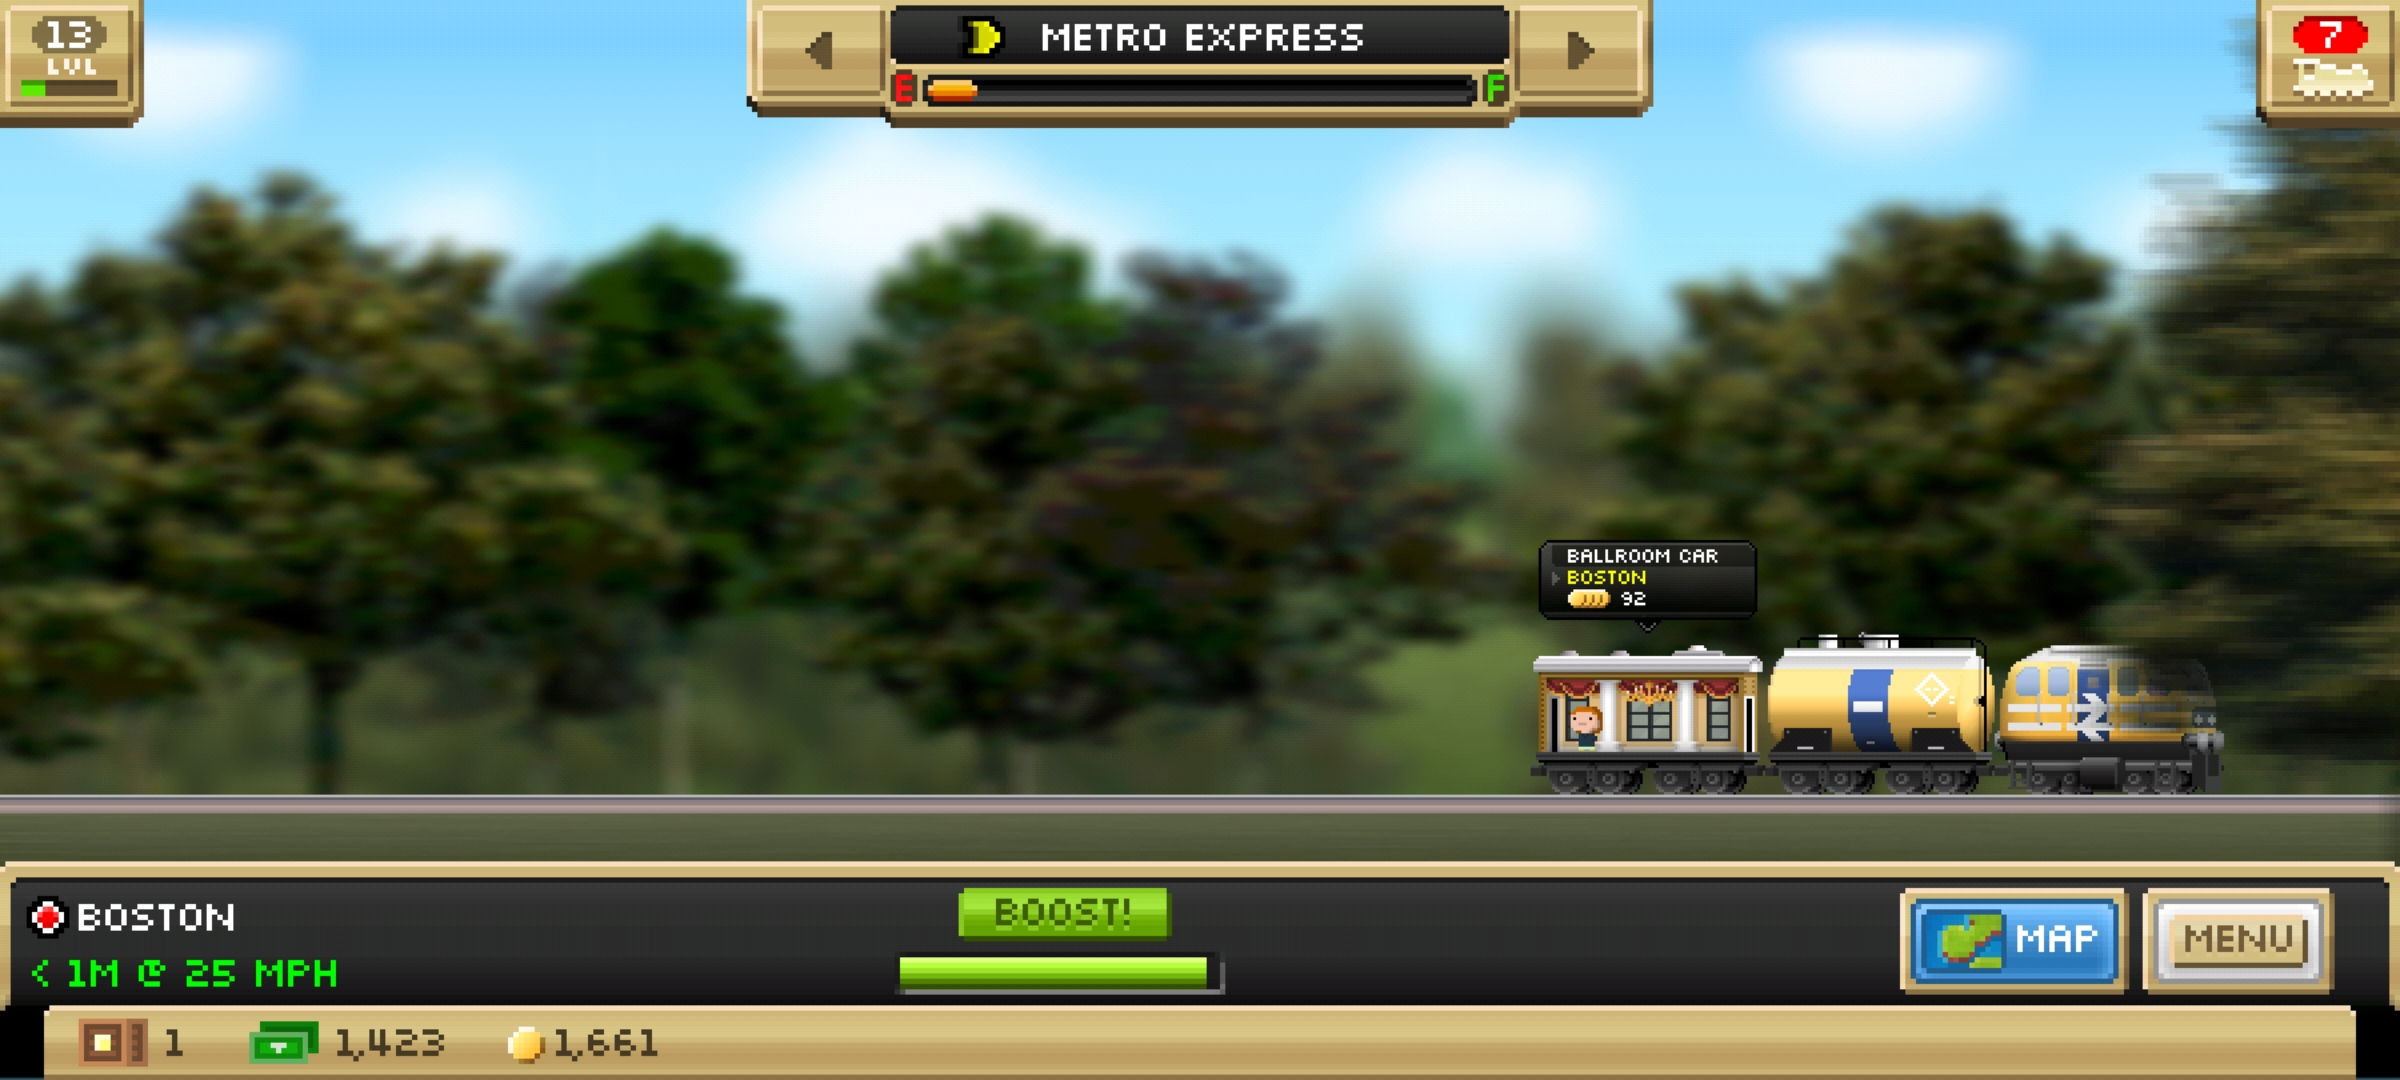 13
LVL
METRO EXPRESS
E F
7
BALLROOM CAR
BOSTON
92
BOSTON
< 1M @ 25 MPH
BOOST!
MAP
MENU
1
1,423
1,661